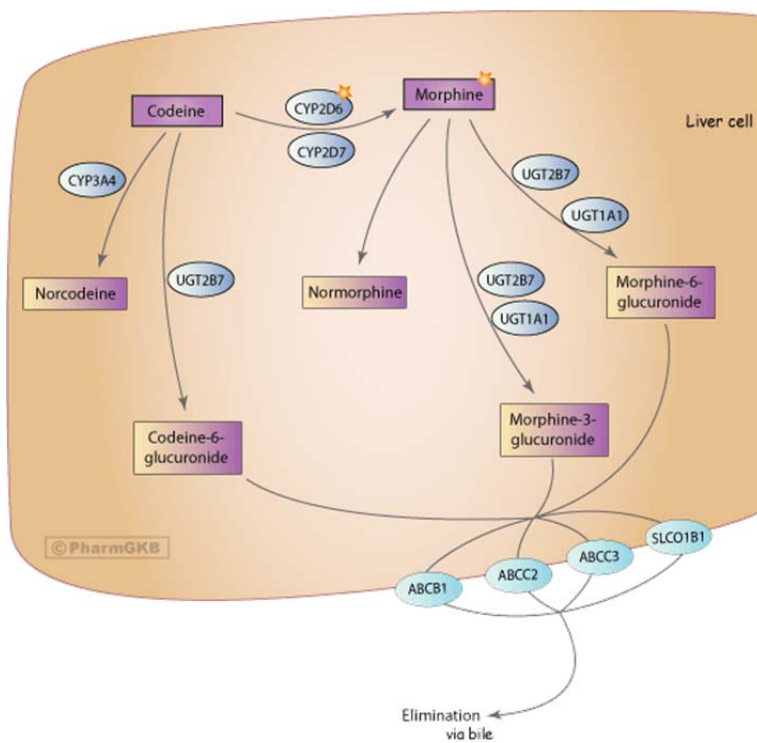 Codeine
CYP2D6
CYP2D7
Morphine
Liver cell
CYP3A4
UGT2B7
UGT1A1
Norcodeine
UGT2B7
Normorphine
UGT2B7
UGT1A1
Morphine-6-
glucuronide
Codeine-6-
glucuronide
Morphine-3-
glucuronide
© PharmGKB
ABCB1
ABCC2
ABCC3
SLCO1B1
Elimination
via bile